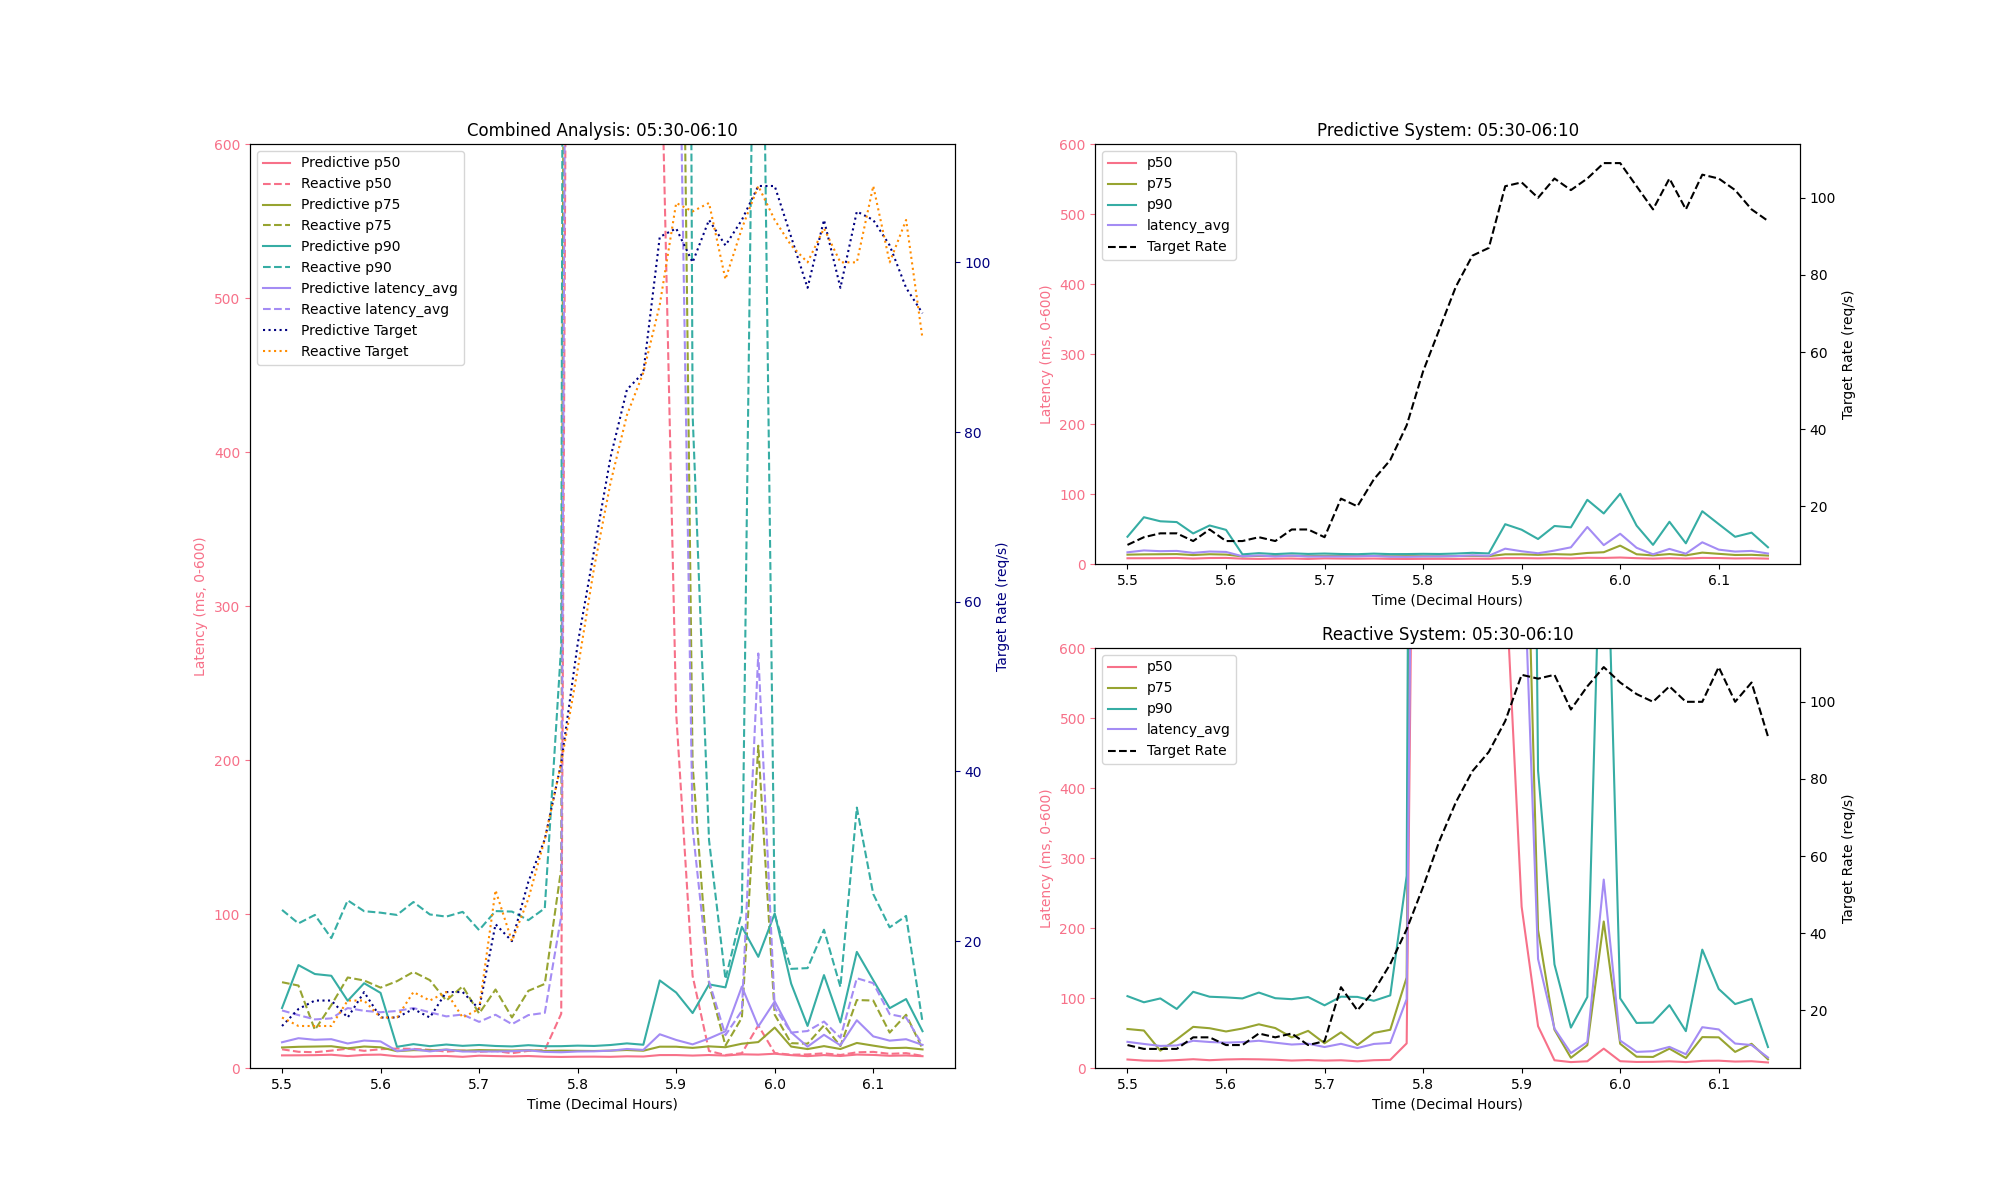 Combined Analysis: 05:30-06:10
600
500
400
300
200
100
0
Latency (ms, 0-600)
Predictive p50
Reactive p50
Predictive p75
Reactive p75
Predictive p90
Reactive p90
Predictive latency_avg
Reactive latency_avg
Predictive Target
Reactive Target
100
80
60
40
20
Target Rate (req/s)
5.5 5.6 5.7 5.8 5.9 6.0 6.1
Time (Decimal Hours)
Predictive System: 05:30-06:10
600
500
400
300
200
100
0
Latency (ms, 0-600)
p50
p75
p90
latency_avg
Target Rate
100
80
60
40
20
Target Rate (req/s)
5.5 5.6 5.7 5.8 5.9 6.0 6.1
Time (Decimal Hours)
Reactive System: 05:30-06:10
600
500
400
300
200
100
0
Latency (ms, 0-600)
p50
p75
p90
latency_avg
Target Rate
100
80
60
40
20
Target Rate (req/s)
5.5 5.6 5.7 5.8 5.9 6.0 6.1
Time (Decimal Hours)